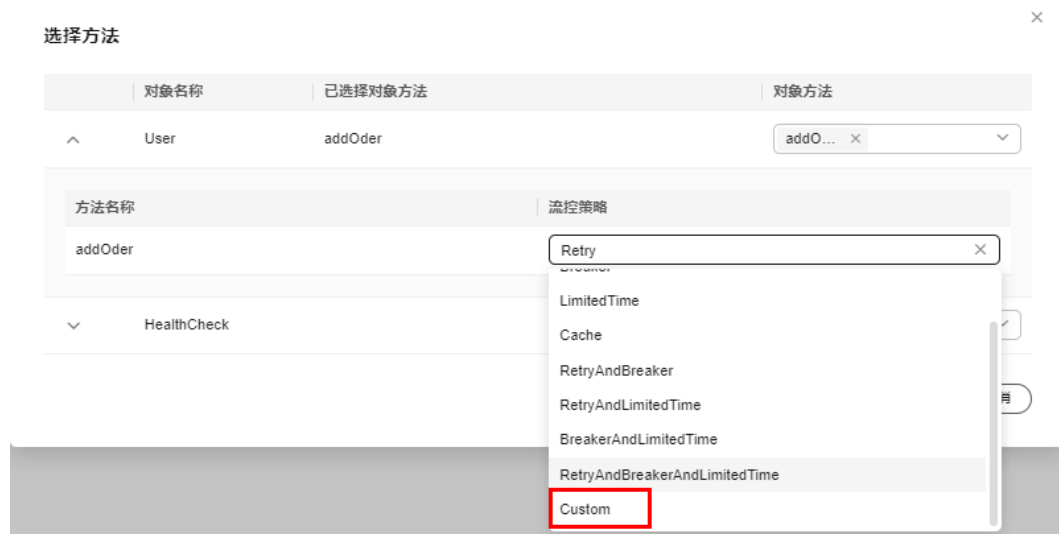 选择方法
对象名称 已选择对象方法 对象方法
User addOder addO...
方法名称 流控策略
addOder Retry
Breaker
LimitedTime
HealthCheck
Cache
RetryAndBreaker
RetryAndLimitedTime
BreakerAndLimitedTime
RetryAndBreakerAndLimitedTime
Custom